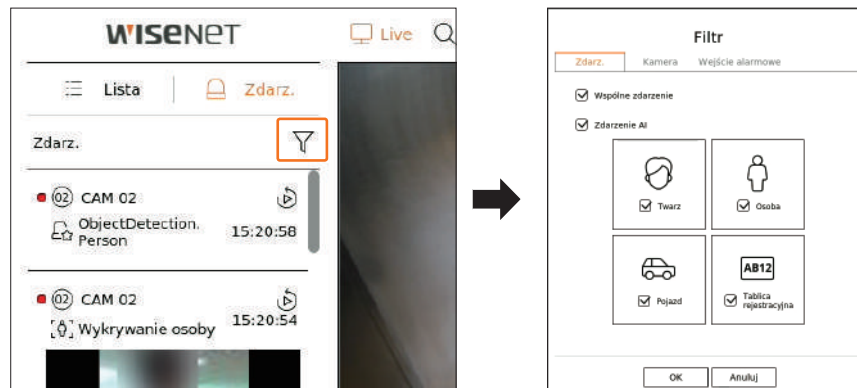 WISENET
Live
Lista
Zdarz.
Zdarz.
02 CAM 02
ObjectDetection.
Person
15:20:58
02 CAM 02
Wykrywanie osoby
15:20:54
Filtr
Zdarz. Kamera Wejście alarmowe
Wspólne zdarzenie
Zdarzenie AI
Twarz
Osoba
Pojazd
AB12
Tablica
rejestracyjna
OK Anuluj